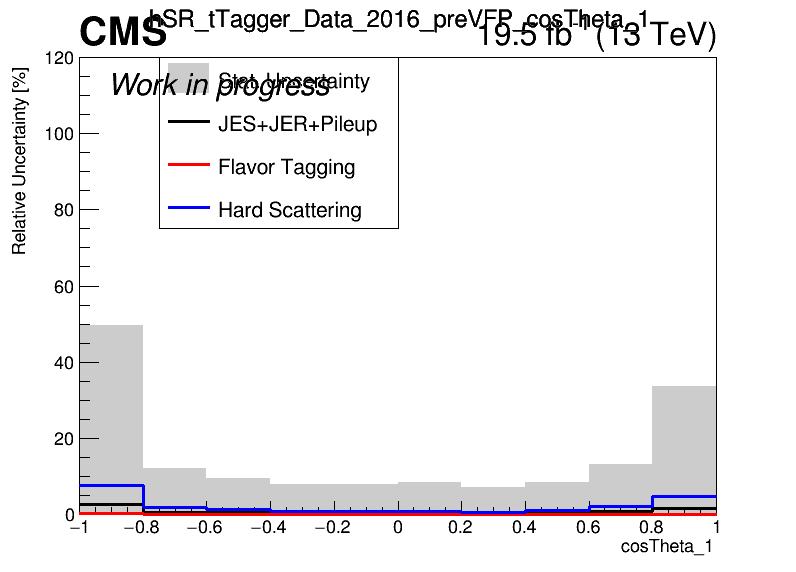 hSR_tTagger_Data_2016_preVFP_cosTheta_1
CMS
19.5 fb⁻¹ (13 TeV)
Work in progress
Stat. Uncertainty
JES+JER+Pileup
Flavor Tagging
Hard Scattering
Relative Uncertainty [%]
120
100
80
60
40
20
0
−1 −0.8 −0.6 −0.4 −0.2 0 0.2 0.4 0.6 0.8 1
cosTheta_1